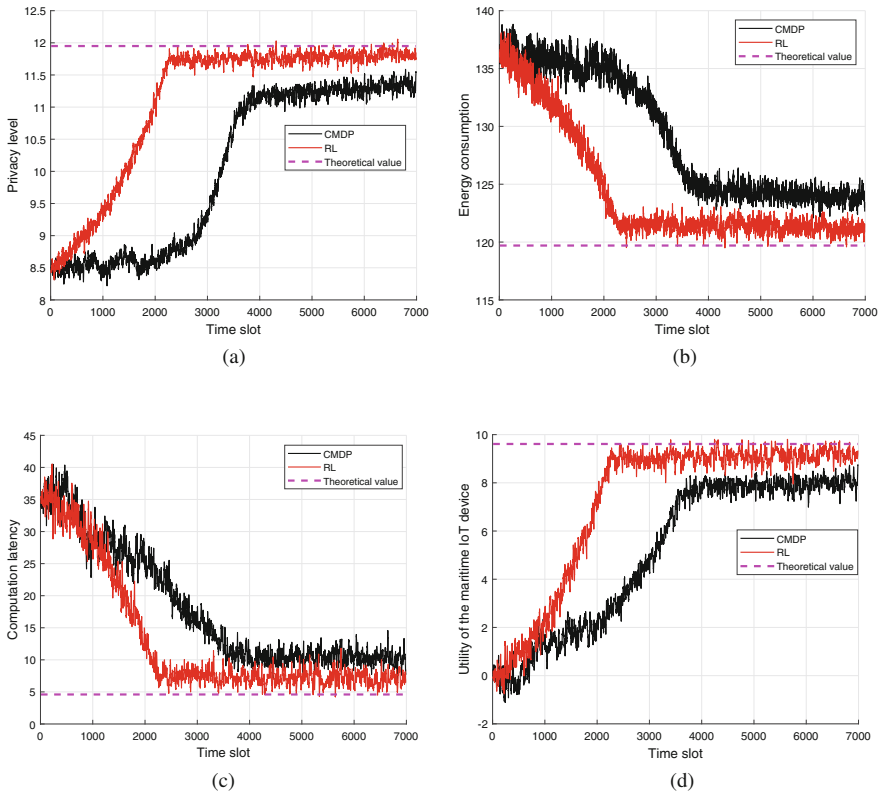 12.5
12
11.5
11
10.5
10
9.5
9
8.5
8
0 1000 2000 3000 4000 5000 6000 7000
Privacy level
Time slot
CMDP
RL
Theoretical value
(a)
140
135
130
125
120
115
0 1000 2000 3000 4000 5000 6000 7000
Energy consumption
Time slot
CMDP
RL
Theoretical value
(b)
45
40
35
30
25
20
15
10
5
0
0 1000 2000 3000 4000 5000 6000 7000
Computation latency
Time slot
CMDP
RL
Theoretical value
(c)
10
8
6
4
2
0
-2
0 1000 2000 3000 4000 5000 6000 7000
Utility of the maritime IoT device
Time slot
CMDP
RL
Theoretical value
(d)